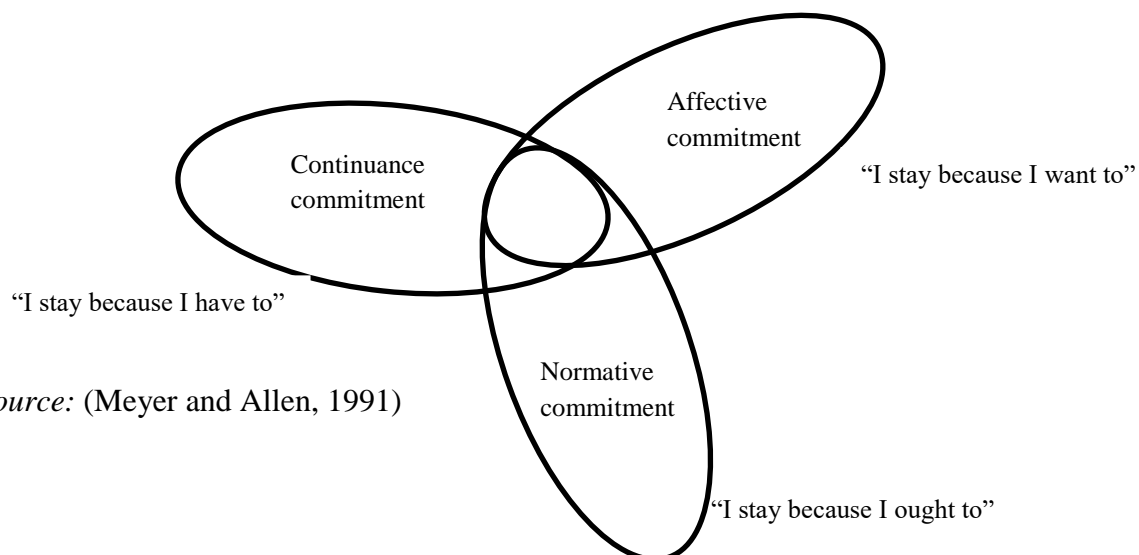 Affective
commitment
Continuance
commitment
“I stay because I want to”
“I stay because I have to”
Normative
commitment
ource: (Meyer and Allen, 1991)
“I stay because I ought to”